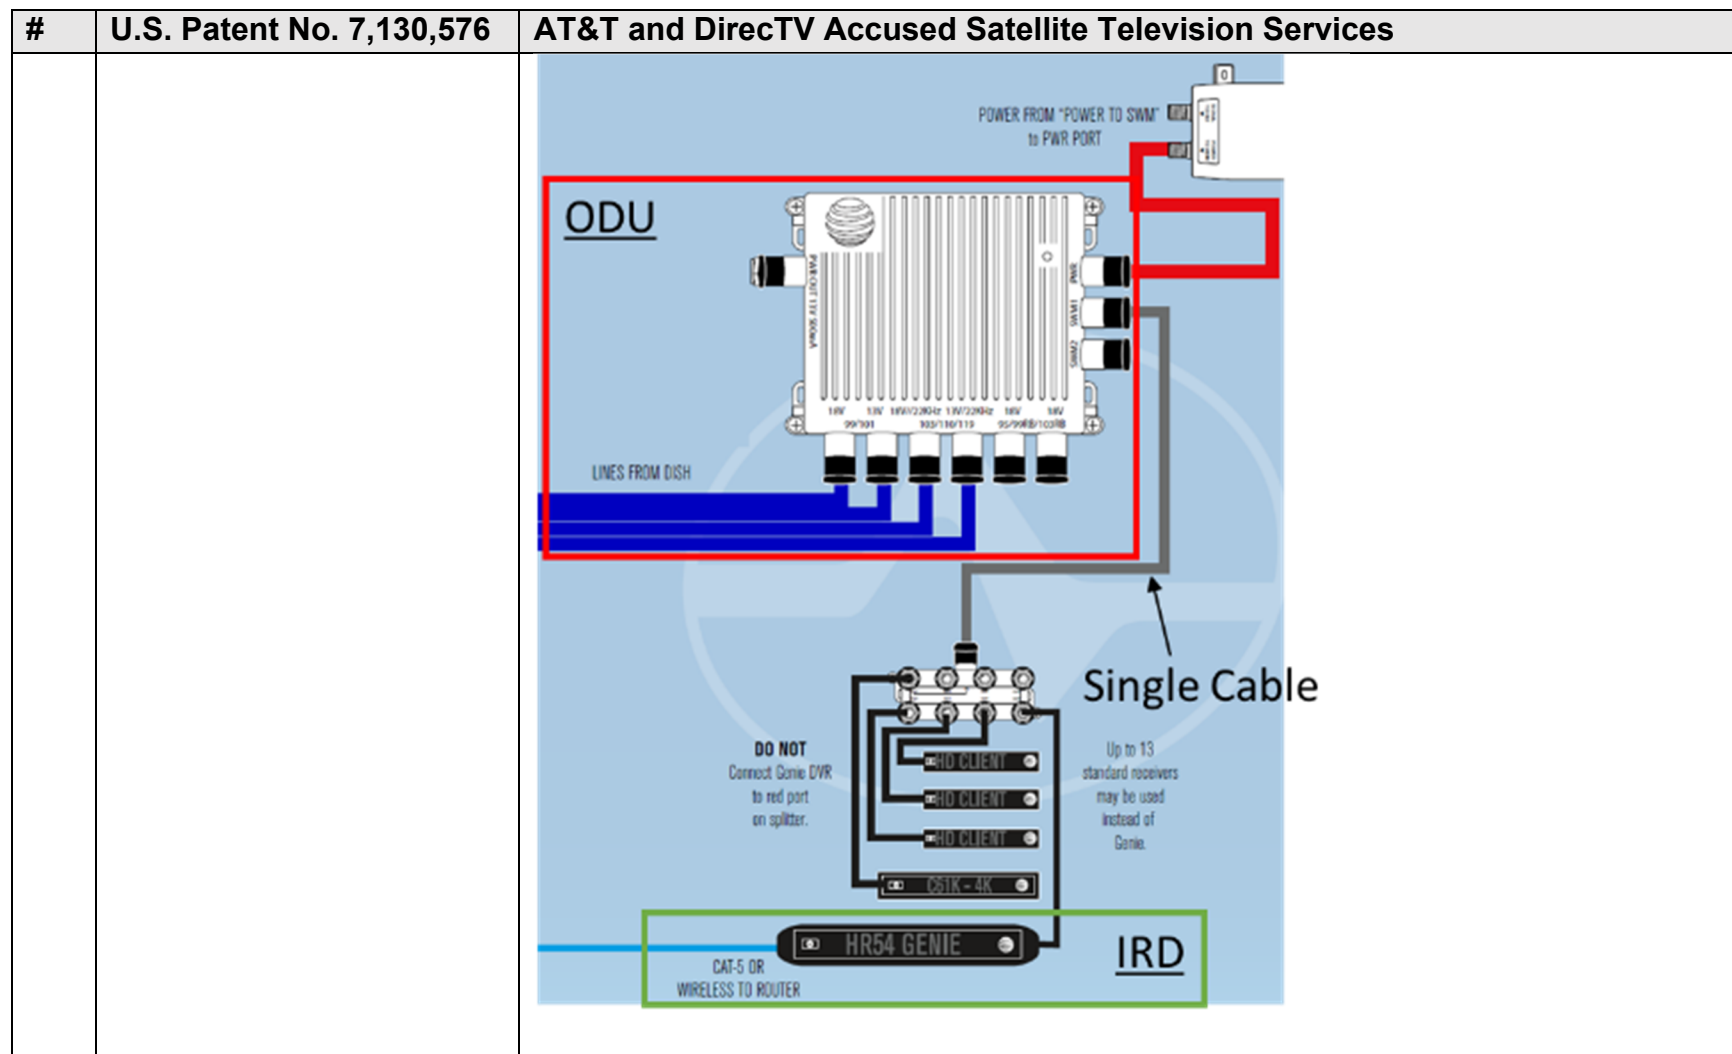 #
U.S. Patent No. 7,130,576
AT&T and DirecTV Accused Satellite Television Services
POWER FROM "POWER TO SWM"
to PWR PORT
ODU
PWR
SWM1
SWM2
18V 13V 18V/22KHz 13V/22KHz 18V 18V
99/101 103/110/119 95/99RB/103RB
LINES FROM DISH
Single Cable
DO NOT
Connect Genie DVR
to red port
on splitter.
Up to 13
standard receivers
may be used
instead of
Genie.
HD CLIENT
HD CLIENT
HD CLIENT
C61K - 4K
HR54 GENIE
IRD
CAT-5 OR
WIRELESS TO ROUTER